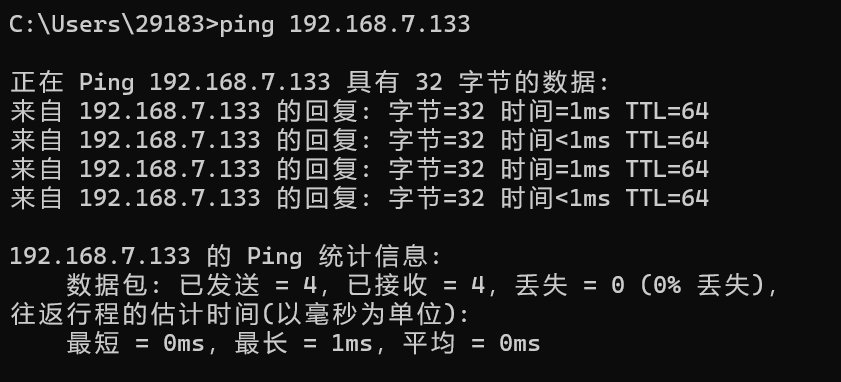 C:\Users\29183>ping 192.168.7.133
正在 Ping 192.168.7.133 具有 32 字节的数据:
来自 192.168.7.133 的回复: 字节=32 时间=1ms TTL=64
来自 192.168.7.133 的回复: 字节=32 时间<1ms TTL=64
来自 192.168.7.133 的回复: 字节=32 时间=1ms TTL=64
来自 192.168.7.133 的回复: 字节=32 时间<1ms TTL=64
192.168.7.133 的 Ping 统计信息:
数据包: 已发送 = 4，已接收 = 4，丢失 = 0 (0% 丢失)，
往返行程的估计时间(以毫秒为单位):
最短 = 0ms，最长 = 1ms，平均 = 0ms